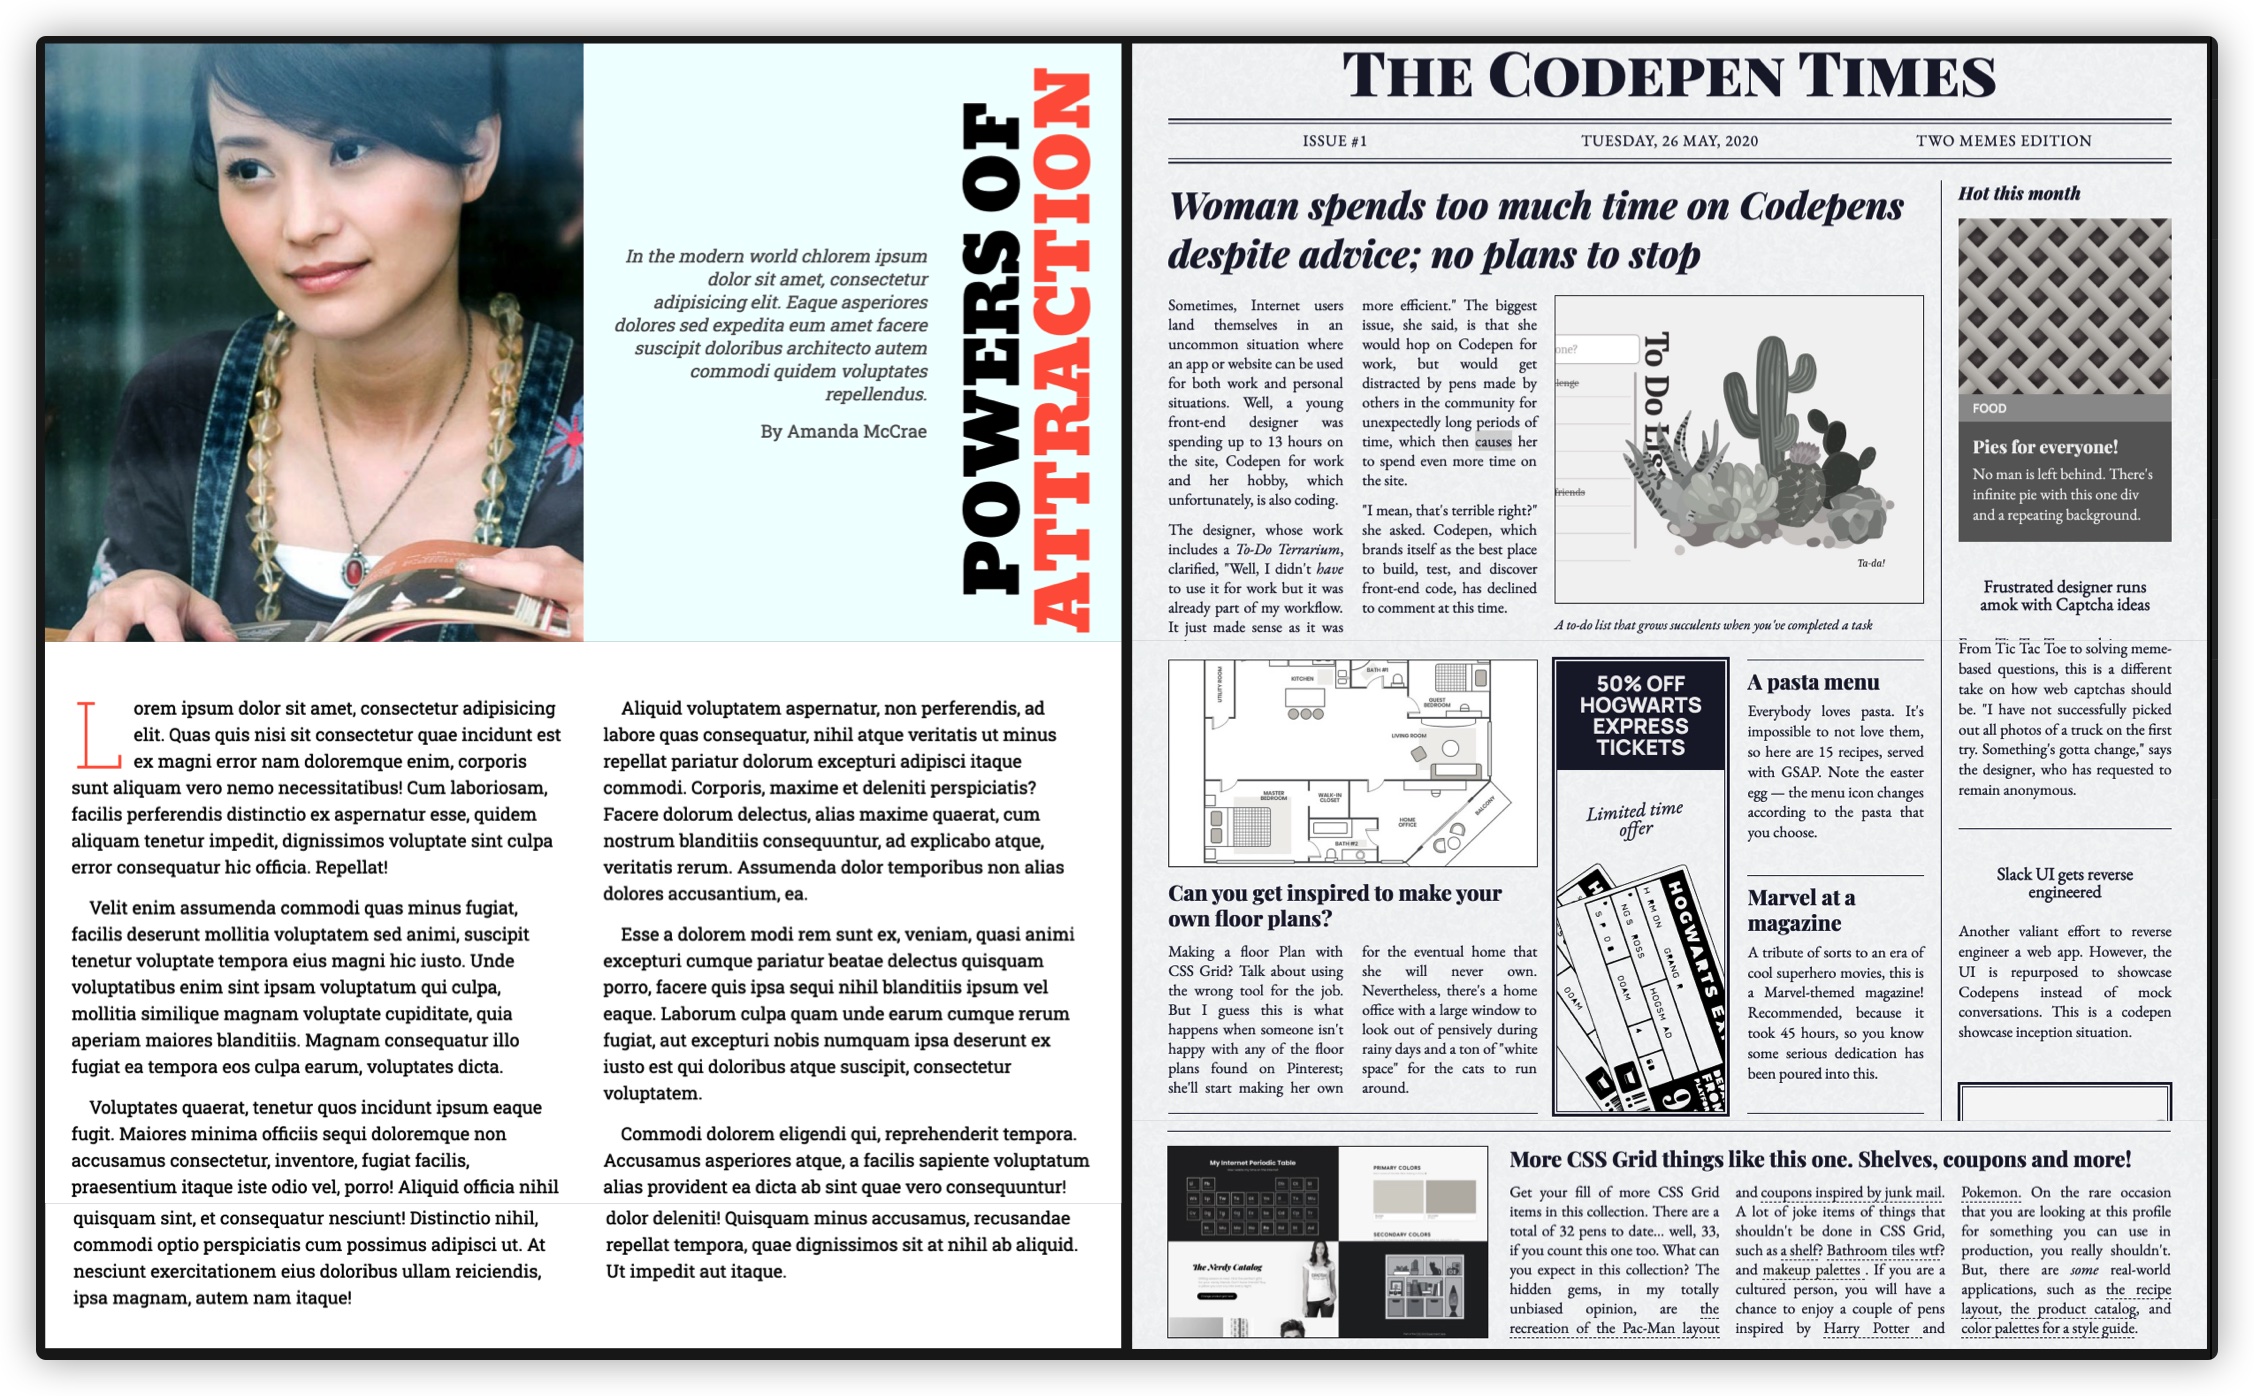 In the modern world chlorem ipsum
dolor sit amet, consectetur
adipisicing elit. Eaque asperiores
dolores sed expedita eum amet facere
suscipit doloribus architecto autem
commodi quidem voluptates
repellendus.
By Amanda McCrae
POWERS OF
ATTRACTION
Lorem ipsum dolor sit amet, consectetur adipisicing
elit. Quas quis nisi sit consectetur quae incidunt est
ex magni error nam doloremque enim, corporis
sunt aliquam vero nemo necessitatibus! Cum laboriosam,
facilis perferendis distinctio ex aspernatur esse, quidem
aliquam tenetur impedit, dignissimos voluptate sint culpa
error consequatur hic officia. Repellat!
Velit enim assumenda commodi quas minus fugiat,
facilis deserunt mollitia voluptatem sed animi, suscipit
tenetur voluptate tempora eius magni hic iusto. Unde
voluptatibus enim sint ipsam voluptatum qui culpa,
mollitia similique magnam voluptate cupiditate, quia
aperiam maiores blanditiis. Magnam consequatur illo
fugiat ea tempora eos culpa earum, voluptates dicta.
Voluptates quaerat, tenetur quos incidunt ipsum eaque
fugit. Maiores minima officiis sequi doloremque non
accusamus consectetur, inventore, fugiat facilis,
praesentium itaque iste odio vel, porro! Aliquid officia nihil
quisquam sint, et consequatur nesciunt! Distinctio nihil,
commodi optio perspiciatis cum possimus adipisci ut. At
nesciunt exercitationem eius doloribus ullam reiciendis,
ipsa magnam, autem nam itaque!
Aliquid voluptatem aspernatur, non perferendis, ad
labore quas consequatur, nihil atque veritatis ut minus
repellat pariatur dolorum excepturi adipisci itaque
commodi. Corporis, maxime et deleniti perspiciatis?
Facere dolorum delectus, alias maxime quaerat, cum
nostrum blanditiis consequuntur, ad explicabo atque,
veritatis rerum. Assumenda dolor temporibus non alias
dolores accusantium, ea.
Esse a dolorem modi rem sunt ex, veniam, quasi animi
excepturi cumque pariatur beatae delectus quisquam
porro, facere quis ipsa sequi nihil blanditiis ipsum vel
eaque. Laborum culpa quam unde earum cumque rerum
fugiat, aut excepturi nobis numquam ipsa deserunt ex
iusto est qui doloribus atque suscipit, consectetur
voluptatem.
Commodi dolorem eligendi qui, reprehenderit tempora.
Accusamus asperiores atque, a facilis sapiente voluptatum
alias provident ea dicta ab sint quae vero consequuntur!
dolor deleniti! Quisquam minus accusamus, recusandae
repellat tempora, quae dignissimos sit at nihil ab aliquid.
Ut impedit aut itaque.
THE CODEPEN TIMES
ISSUE #1
TUESDAY, 26 MAY, 2020
TWO MEMES EDITION
Woman spends too much time on Codepens
despite advice; no plans to stop
Sometimes, Internet users
land themselves in an
uncommon situation where
an app or website can be used
for both work and personal
situations. Well, a young
front-end designer was
spending up to 13 hours on
the site, Codepen for work
and her hobby, which
unfortunately, is also coding.
The designer, whose work
includes a To-Do Terrarium,
clarified, "Well, I didn't have
to use it for work but it was
already part of my workflow.
It just made sense as it was
more efficient." The biggest
issue, she said, is that she
would hop on Codepen for
work, but would get
distracted by pens made by
others in the community for
unexpectedly long periods of
time, which then causes her
to spend even more time on
the site.
"I mean, that's terrible right?"
she asked. Codepen, which
brands itself as the best place
to build, test, and discover
front-end code, has declined
to comment at this time.
one?
lenge
friends
To Do List
Ta-da!
A to-do list that grows succulents when you've completed a task
UTILITY ROOM
KITCHEN
BATH #1
GUEST
BEDROOM
LIVING ROOM
MASTER
BEDROOM
WALK-IN
CLOSET
HOME
OFFICE
BALCONY
BATH #2
Can you get inspired to make your
own floor plans?
Making a floor Plan with
CSS Grid? Talk about using
the wrong tool for the job.
But I guess this is what
happens when someone isn't
happy with any of the floor
plans found on Pinterest;
she'll start making her own
for the eventual home that
she will never own.
Nevertheless, there's a home
office with a large window to
look out of pensively during
rainy days and a ton of "white
space" for the cats to run
around.
50% OFF
HOGWARTS
EXPRESS
TICKETS
Limited time
offer
HOGWARTS EX
9
A pasta menu
Everybody loves pasta. It's
impossible to not love them,
so here are 15 recipes, served
with GSAP. Note the easter
egg — the menu icon changes
according to the pasta that
you choose.
Marvel at a
magazine
A tribute of sorts to an era of
cool superhero movies, this is
a Marvel-themed magazine!
Recommended, because it
took 45 hours, so you know
some serious dedication has
been poured into this.
Hot this month
FOOD
Pies for everyone!
No man is left behind. There's
infinite pie with this one div
and a repeating background.
Frustrated designer runs
amok with Captcha ideas
From Tic Tac Toe to solving meme-
based questions, this is a different
take on how web captchas should
be. "I have not successfully picked
out all photos of a truck on the first
try. Something's gotta change," says
the designer, who has requested to
remain anonymous.
Slack UI gets reverse
engineered
Another valiant effort to reverse
engineer a web app. However, the
UI is repurposed to showcase
Codepens instead of mock
conversations. This is a codepen
showcase inception situation.
My Internet Periodic Table
PRIMARY COLORS
SECONDARY COLORS
The Nerdy Catalog
More CSS Grid things like this one. Shelves, coupons and more!
Get your fill of more CSS Grid
items in this collection. There are a
total of 32 pens to date... well, 33,
if you count this one too. What can
you expect in this collection? The
hidden gems, in my totally
unbiased opinion, are the
recreation of the Pac-Man layout
and coupons inspired by junk mail.
A lot of joke items of things that
shouldn't be done in CSS Grid,
such as a shelf? Bathroom tiles wtf?
and makeup palettes . If you are a
cultured person, you will have a
chance to enjoy a couple of pens
inspired by Harry Potter and
Pokemon. On the rare occasion
that you are looking at this profile
for something you can use in
production, you really shouldn't.
But, there are some real-world
applications, such as the recipe
layout, the product catalog, and
color palettes for a style guide.